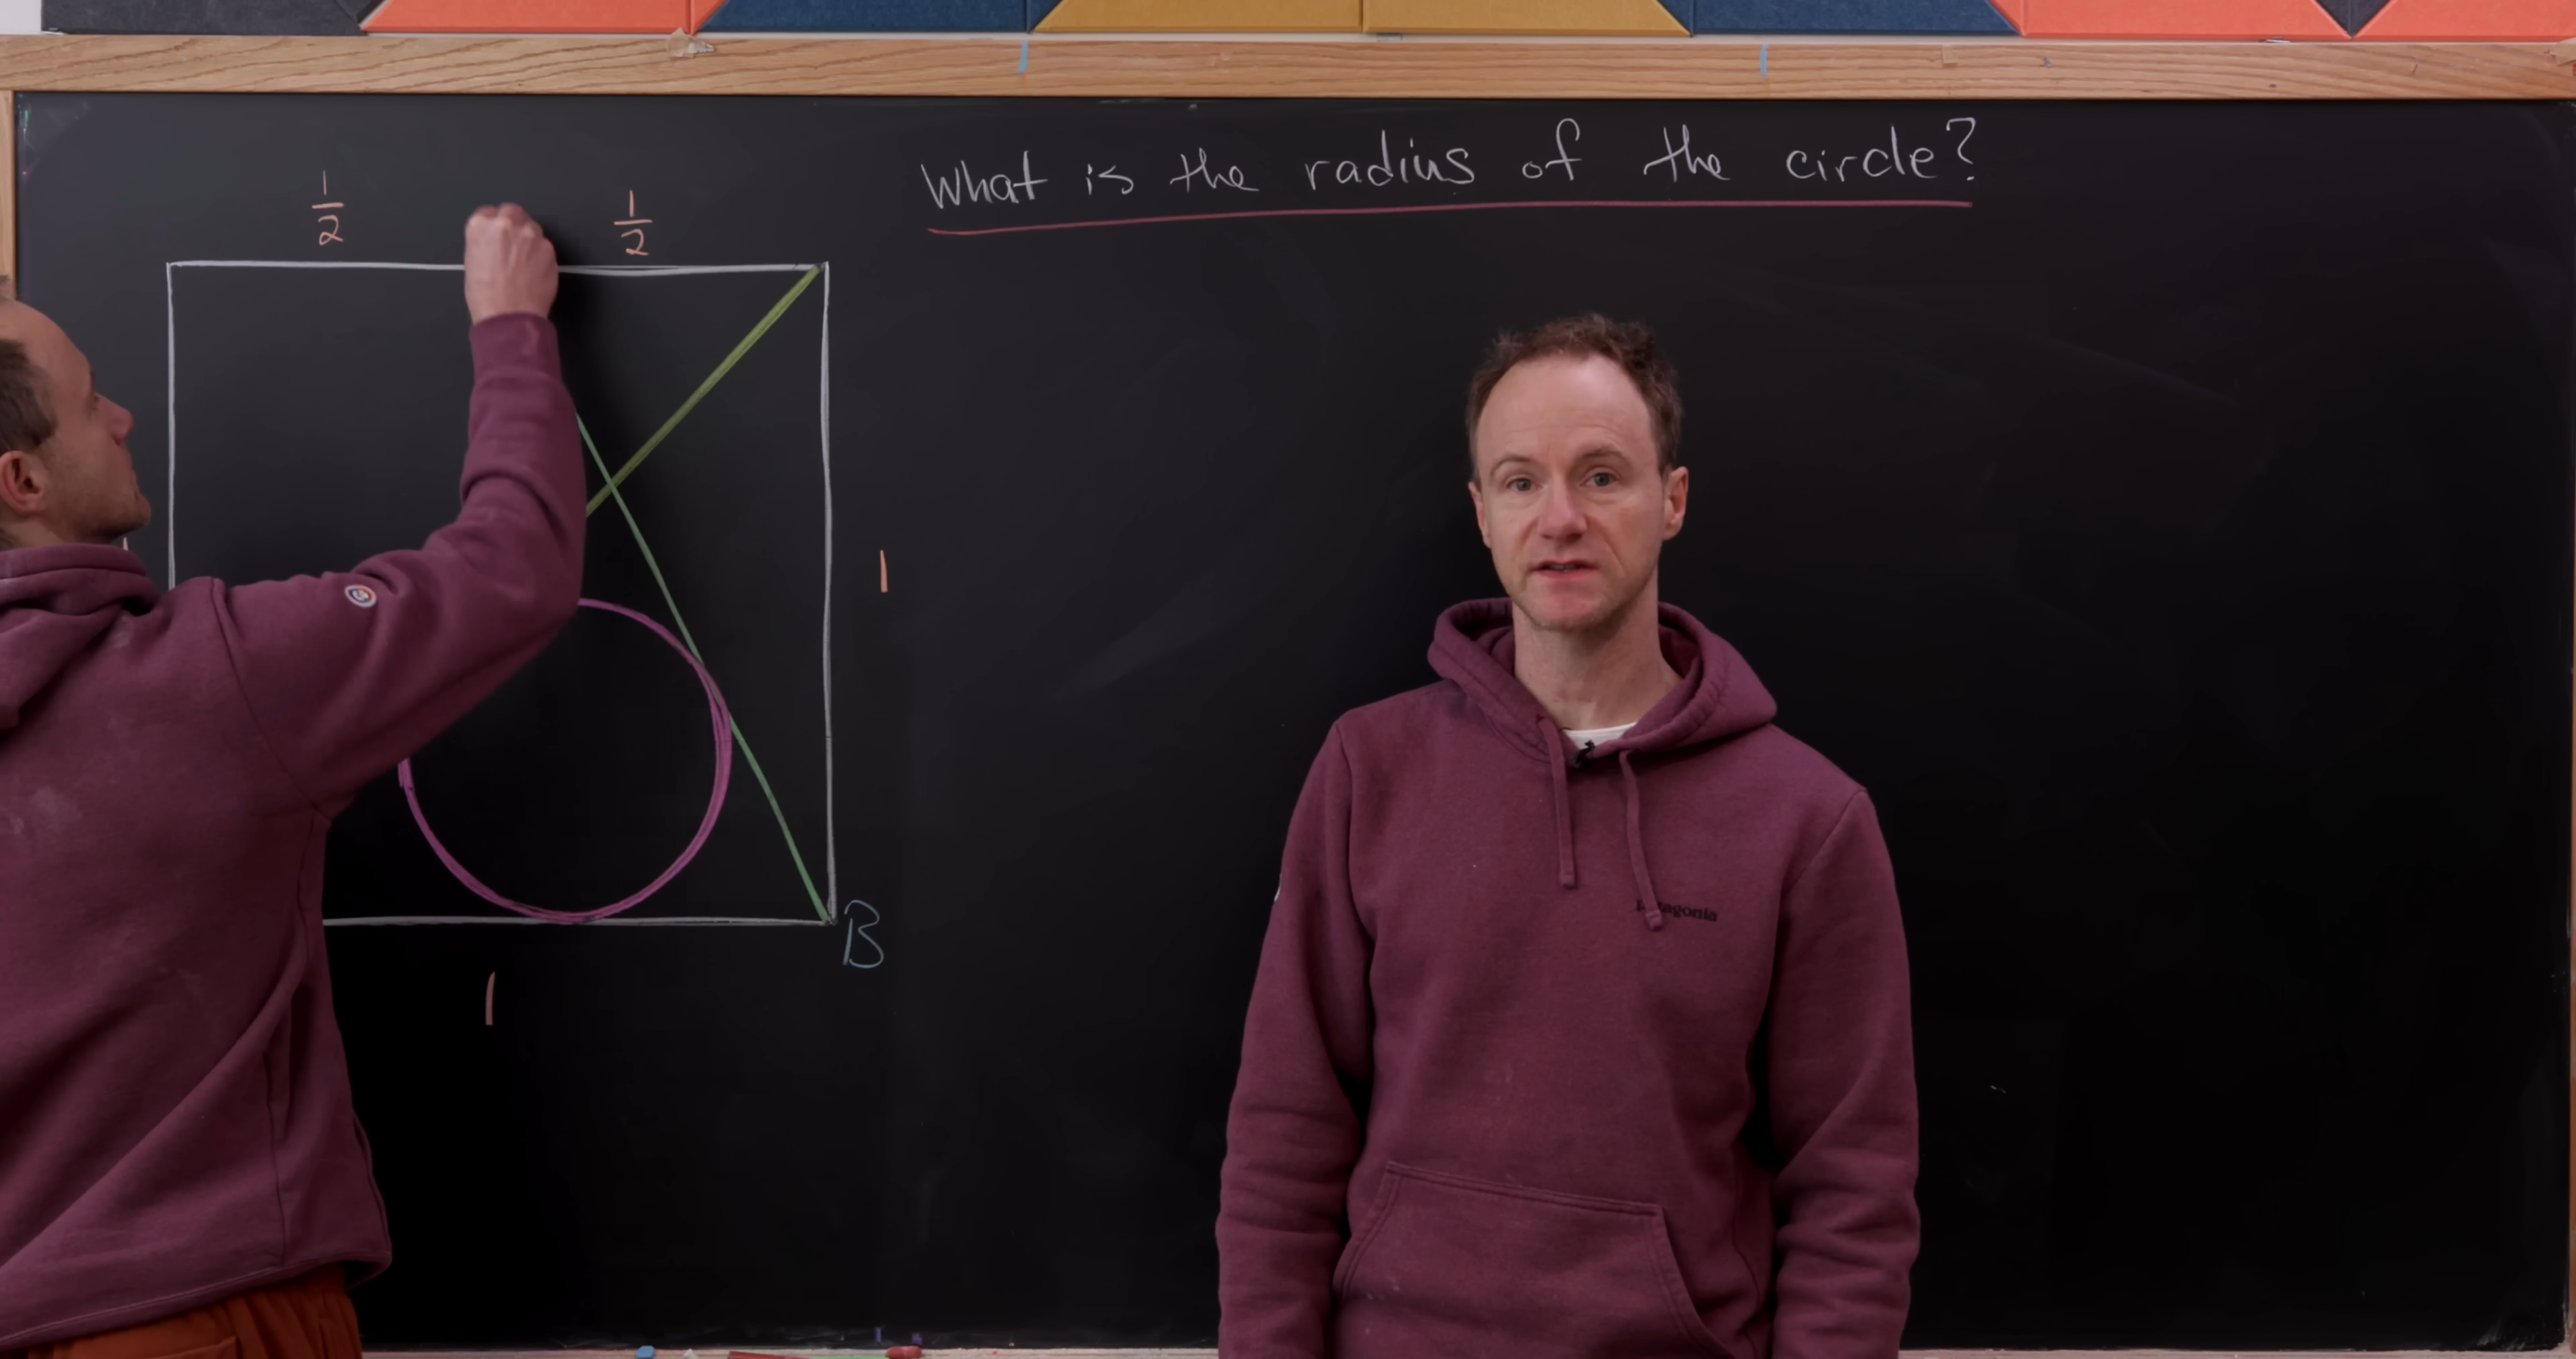 What is the radius of the circle?
1/2
1/2
1
B
1